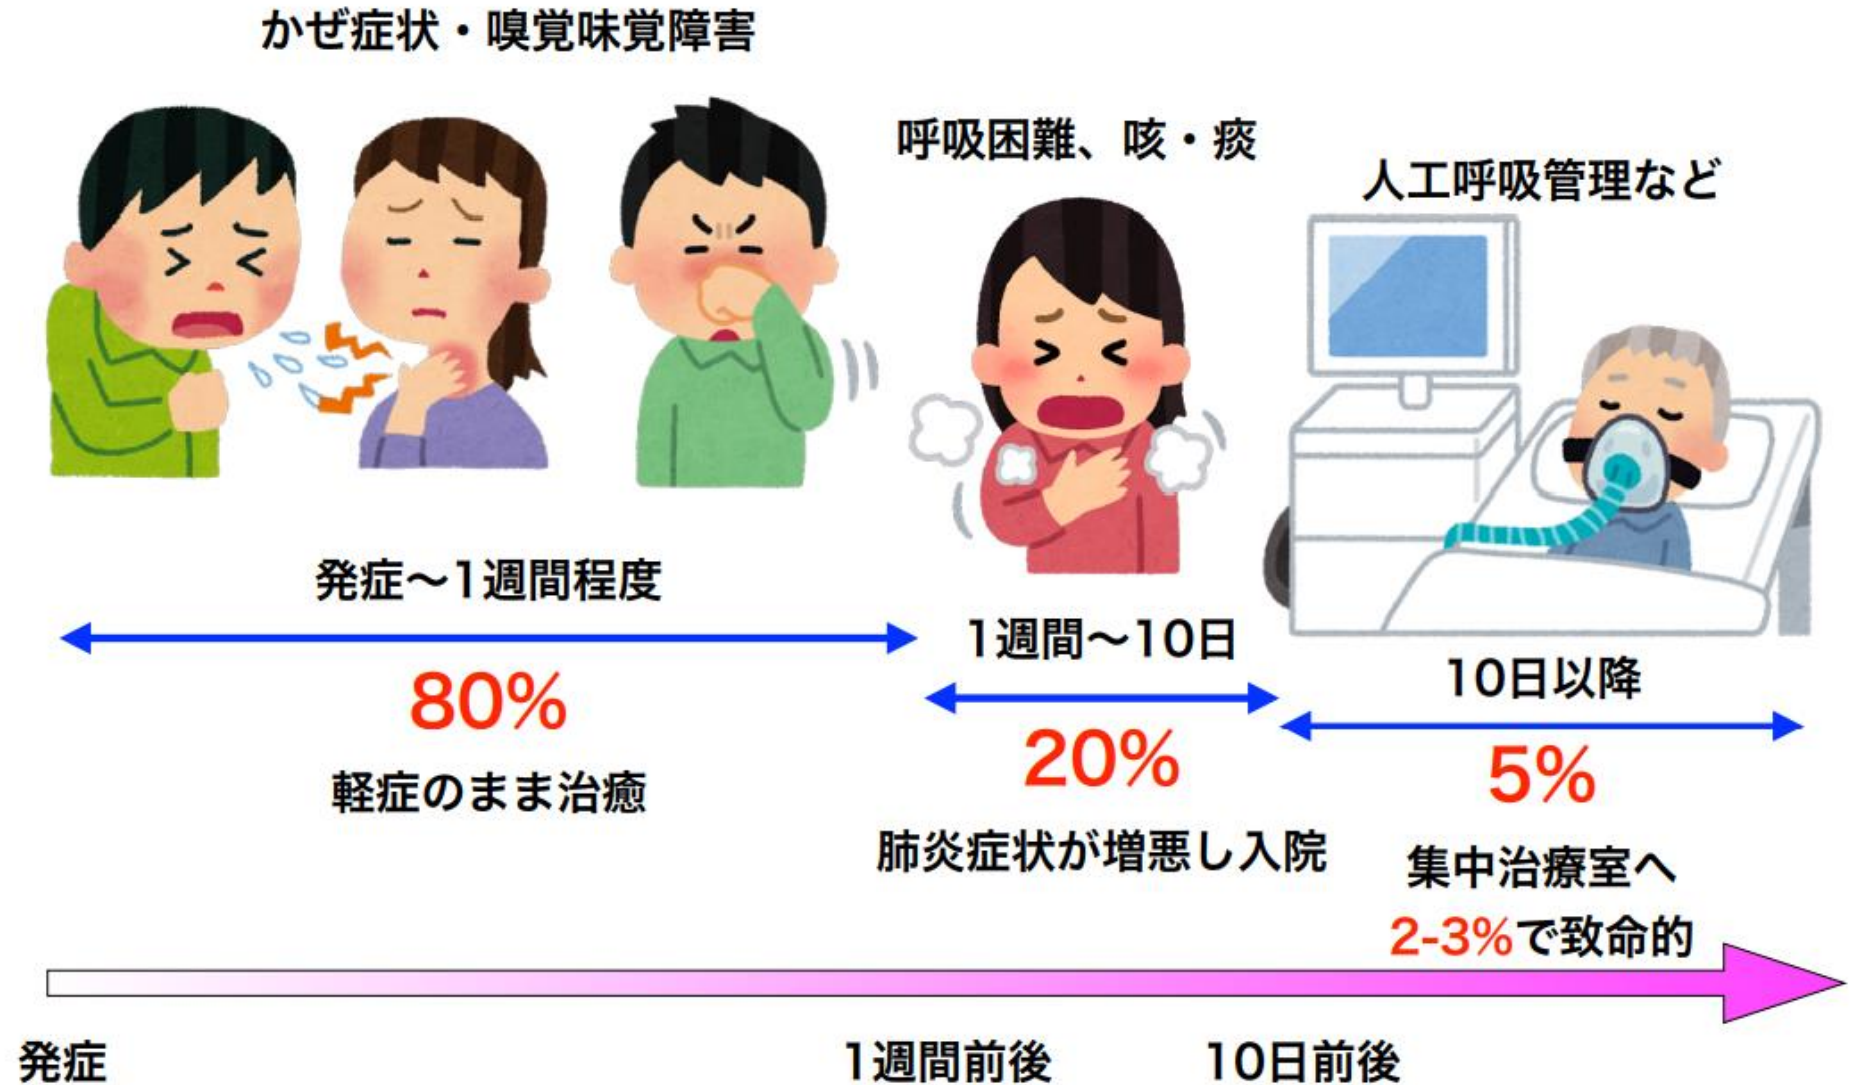 かぜ症状・嗅覚味覚障害
呼吸困難、咳・痰
人工呼吸管理など
発症〜1週間程度
80%
軽症のまま治癒
1週間〜10日
20%
肺炎症状が増悪し入院
10日以降
5%
集中治療室へ
2-3%で致命的
発症
1週間前後
10日前後